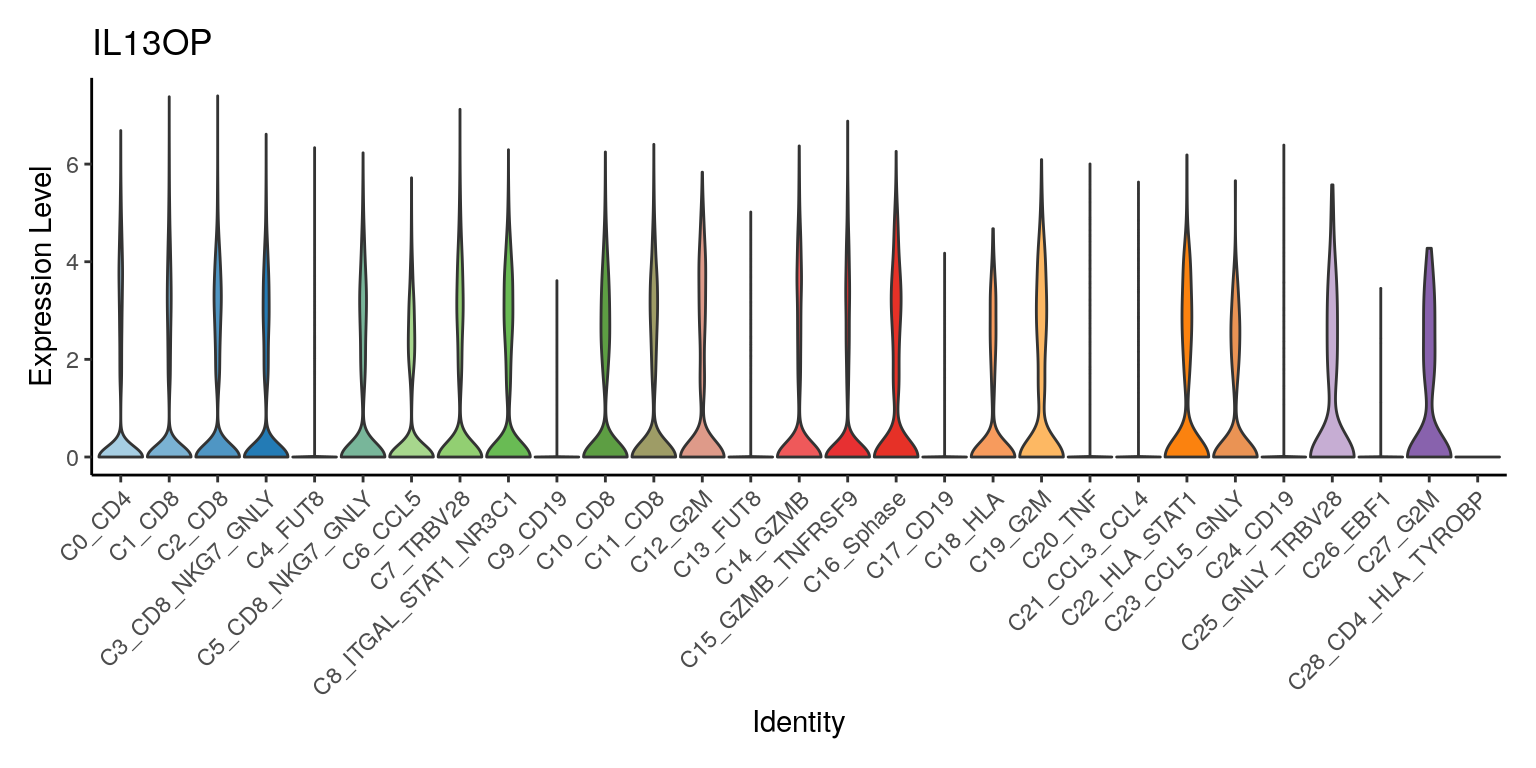 IL13OP
Expression Level
6
4
2
0
C0_CD4
C1_CD8
C2_CD8
C3_CD8_NKG7_GNLY
C4_FUT8
C5_CD8_NKG7_GNLY
C6_CCL5
C7_TRBV28
C8_ITGAL_STAT1_NR3C1
C9_CD19
C10_CD8
C11_CD8
C12_G2M
C13_FUT8
C14_GZMB
C15_GZMB_TNFRSF9
C16_Sphase
C17_CD19
C18_HLA
C19_G2M
C20_TNF
C21_CCL3_CCL4
C22_HLA_STAT1
C23_CCL5_GNLY
C24_CD19
C25_GNLY_TRBV28
C26_EBF1
C27_G2M
C28_CD4_HLA_TYROBP
Identity